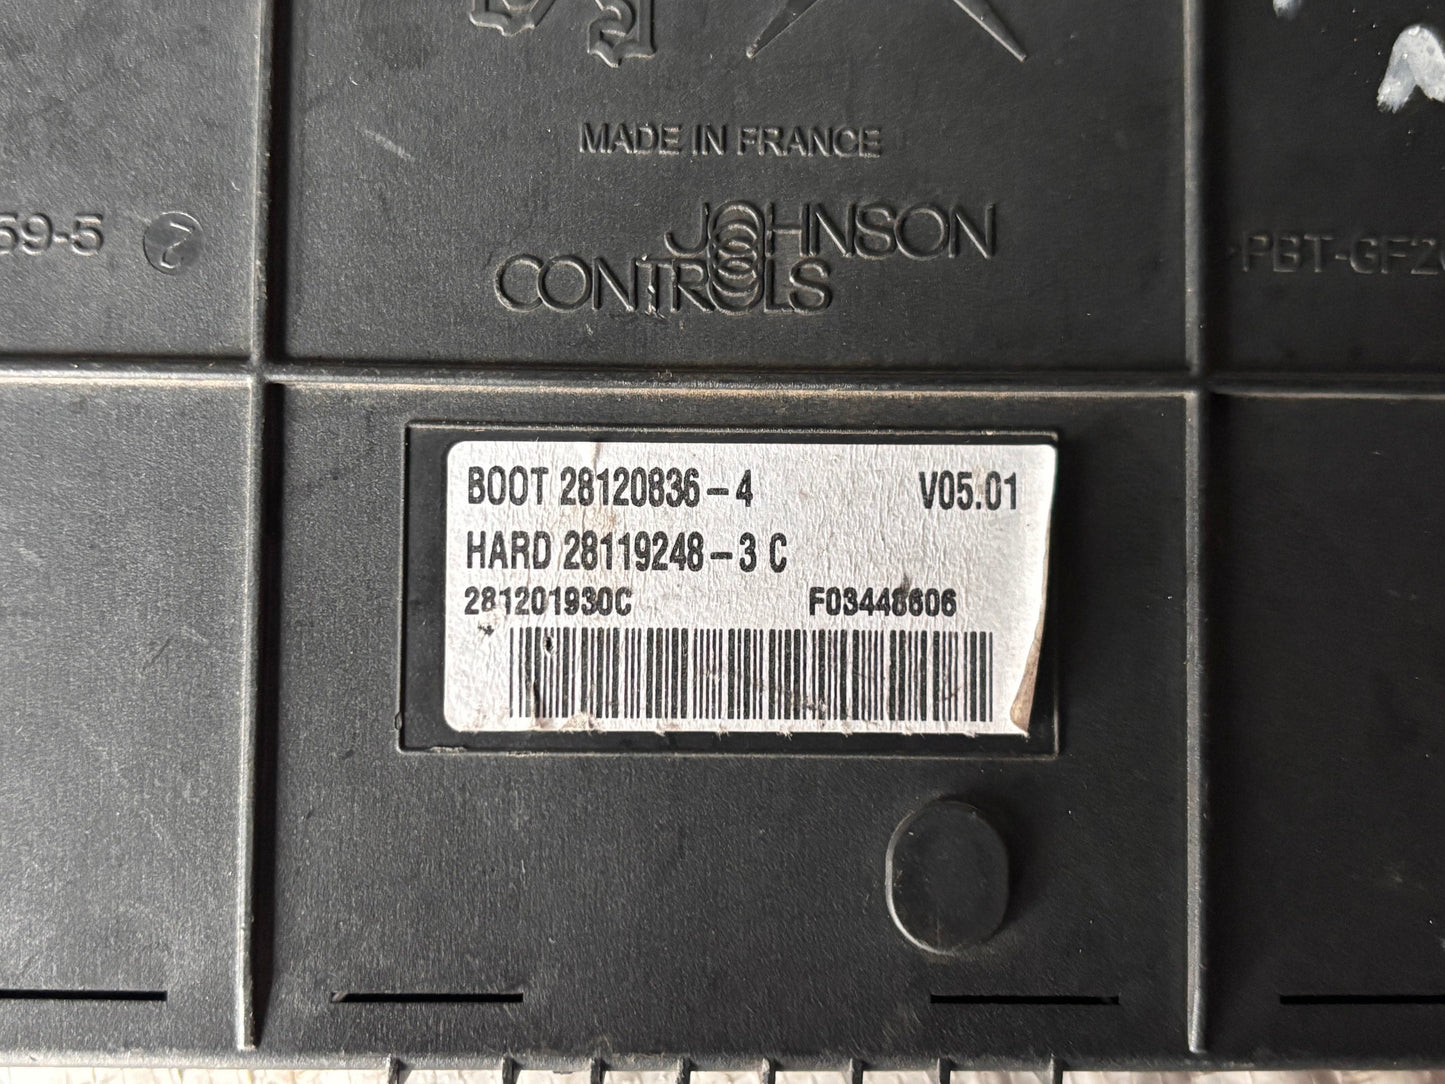 MADE IN FRANCE
JOHNSON
CONTROLS
59-5
>PBT-GF2
BOOT 28120836-4 V05.01
HARD 28119248-3 C
281201930C F03448606